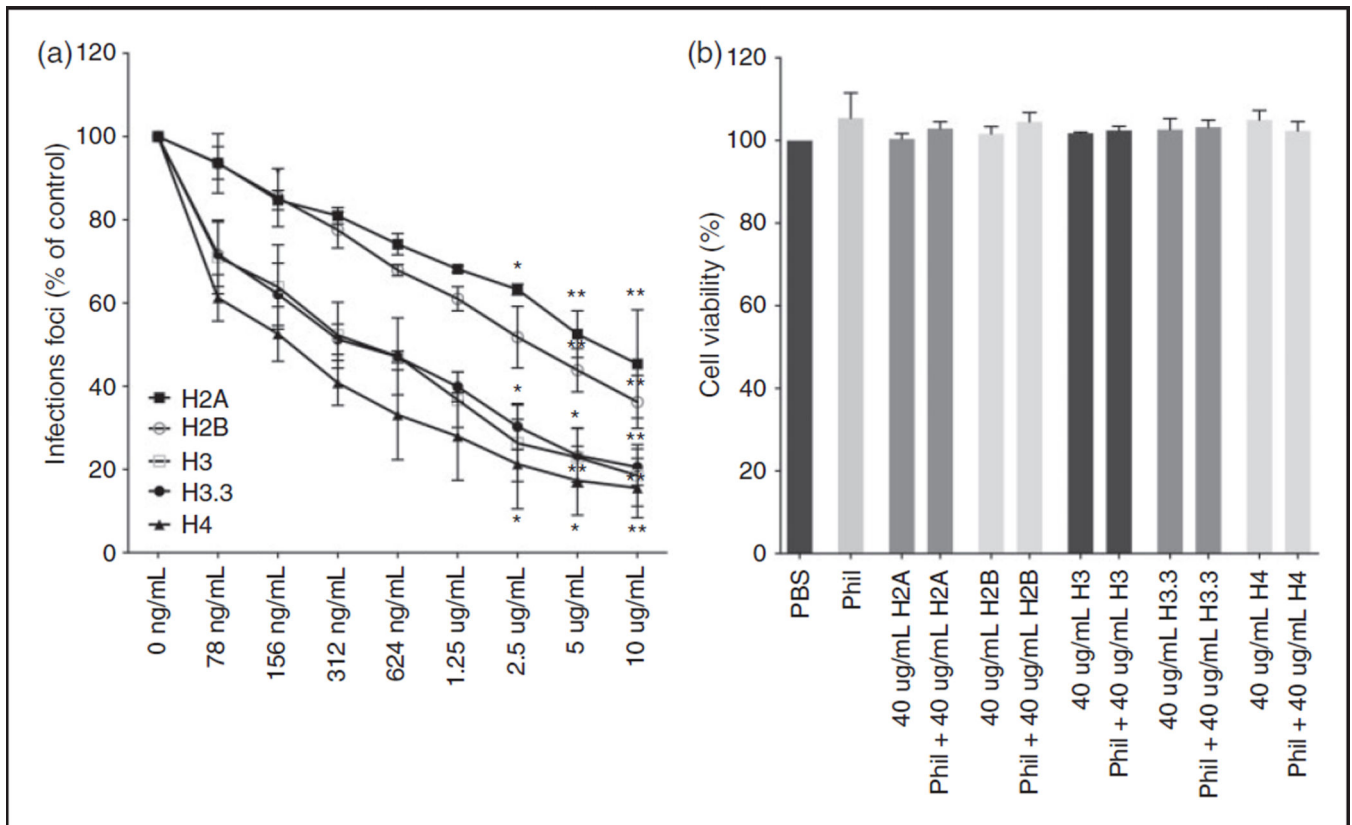 (a)
Infections foci (% of control)
120
100
80
60
40
20
0
H2A
H2B
H3
H3.3
H4
*
**
**
**
**
*
*
**
**
**
*
*
**
0 ng/mL
78 ng/mL
156 ng/mL
312 ng/mL
624 ng/mL
1.25 ug/mL
2.5 ug/mL
5 ug/mL
10 ug/mL
(b)
Cell viability (%)
120
100
80
60
40
20
0
PBS
Phil
40 ug/mL H2A
Phil + 40 ug/mL H2A
40 ug/mL H2B
Phil + 40 ug/mL H2B
40 ug/mL H3
Phil + 40 ug/mL H3
40 ug/mL H3.3
Phil + 40 ug/mL H3.3
40 ug/mL H4
Phil + 40 ug/mL H4